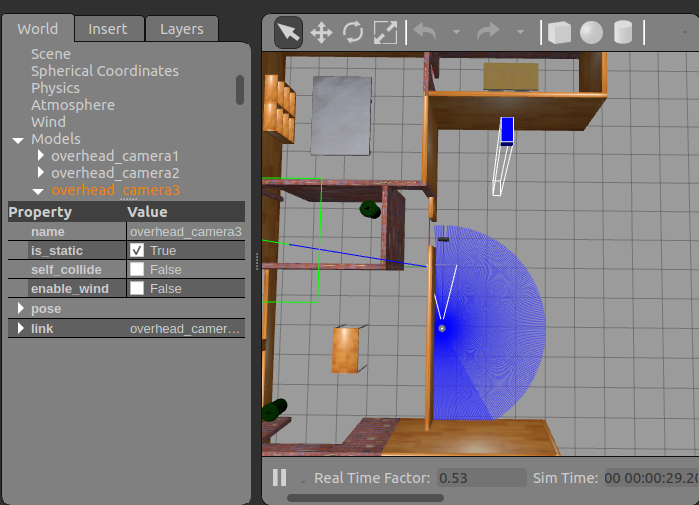 World Insert Layers
Scene
Spherical Coordinates
Physics
Atmosphere
Wind
Models
overhead_camera1
overhead_camera2
overhead_camera3
Property Value
name overhead_camera3
is_static True
self_collide False
enable_wind False
pose
link overhead_camer...
Real Time Factor: 0.53 Sim Time: 00 00:00:29.20